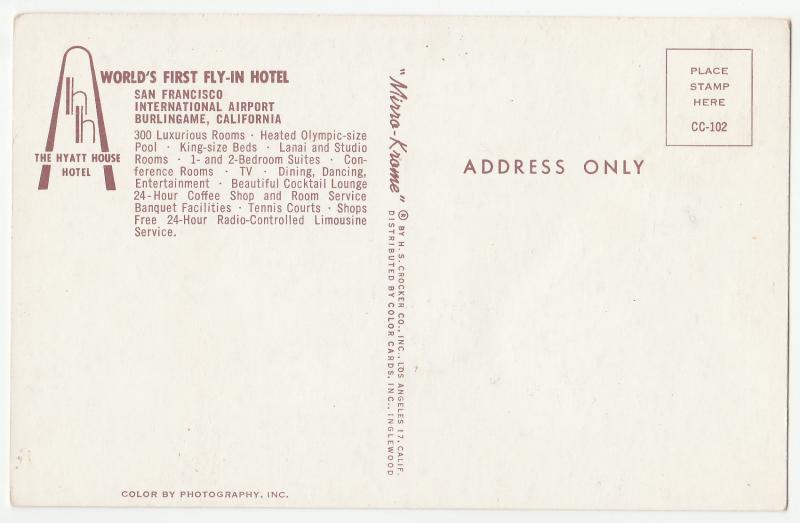 WORLD'S FIRST FLY-IN HOTEL
SAN FRANCISCO
INTERNATIONAL AIRPORT
BURLINGAME, CALIFORNIA
300 Luxurious Rooms · Heated Olympic-size
Pool · King-size Beds · Lanai and Studio
Rooms · 1- and 2-Bedroom Suites · Con-
ference Rooms · TV · Dining, Dancing,
Entertainment · Beautiful Cocktail Lounge
24-Hour Coffee Shop and Room Service
Banquet Facilities · Tennis Courts · Shops
Free 24-Hour Radio-Controlled Limousine
Service.
hh
THE HYATT HOUSE
HOTEL
COLOR BY PHOTOGRAPHY, INC.
"Mirro-Krome" ® BY H. S. CROCKER CO., INC., LOS ANGELES 17, CALIF.
DISTRIBUTED BY COLOR CARDS, INC., INGLEWOOD
PLACE
STAMP
HERE
CC-102
ADDRESS ONLY